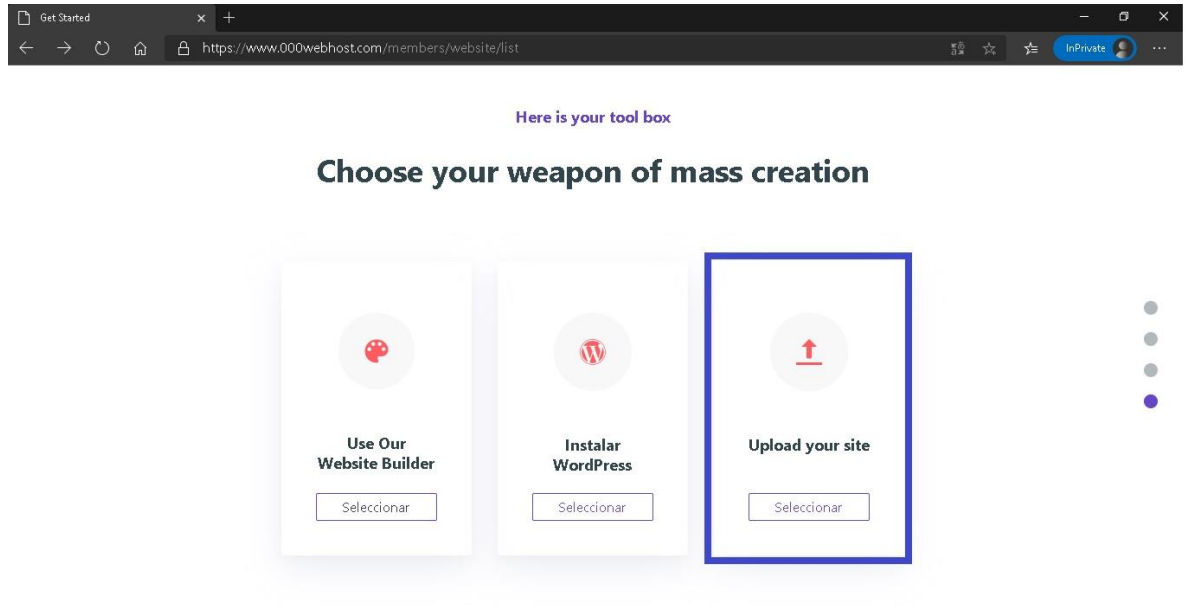 Get Started
https://www.000webhost.com/members/website/list
InPrivate
Here is your tool box
Choose your weapon of mass creation
Use Our
Website Builder
Seleccionar
Instalar
WordPress
Seleccionar
Upload your site
Seleccionar